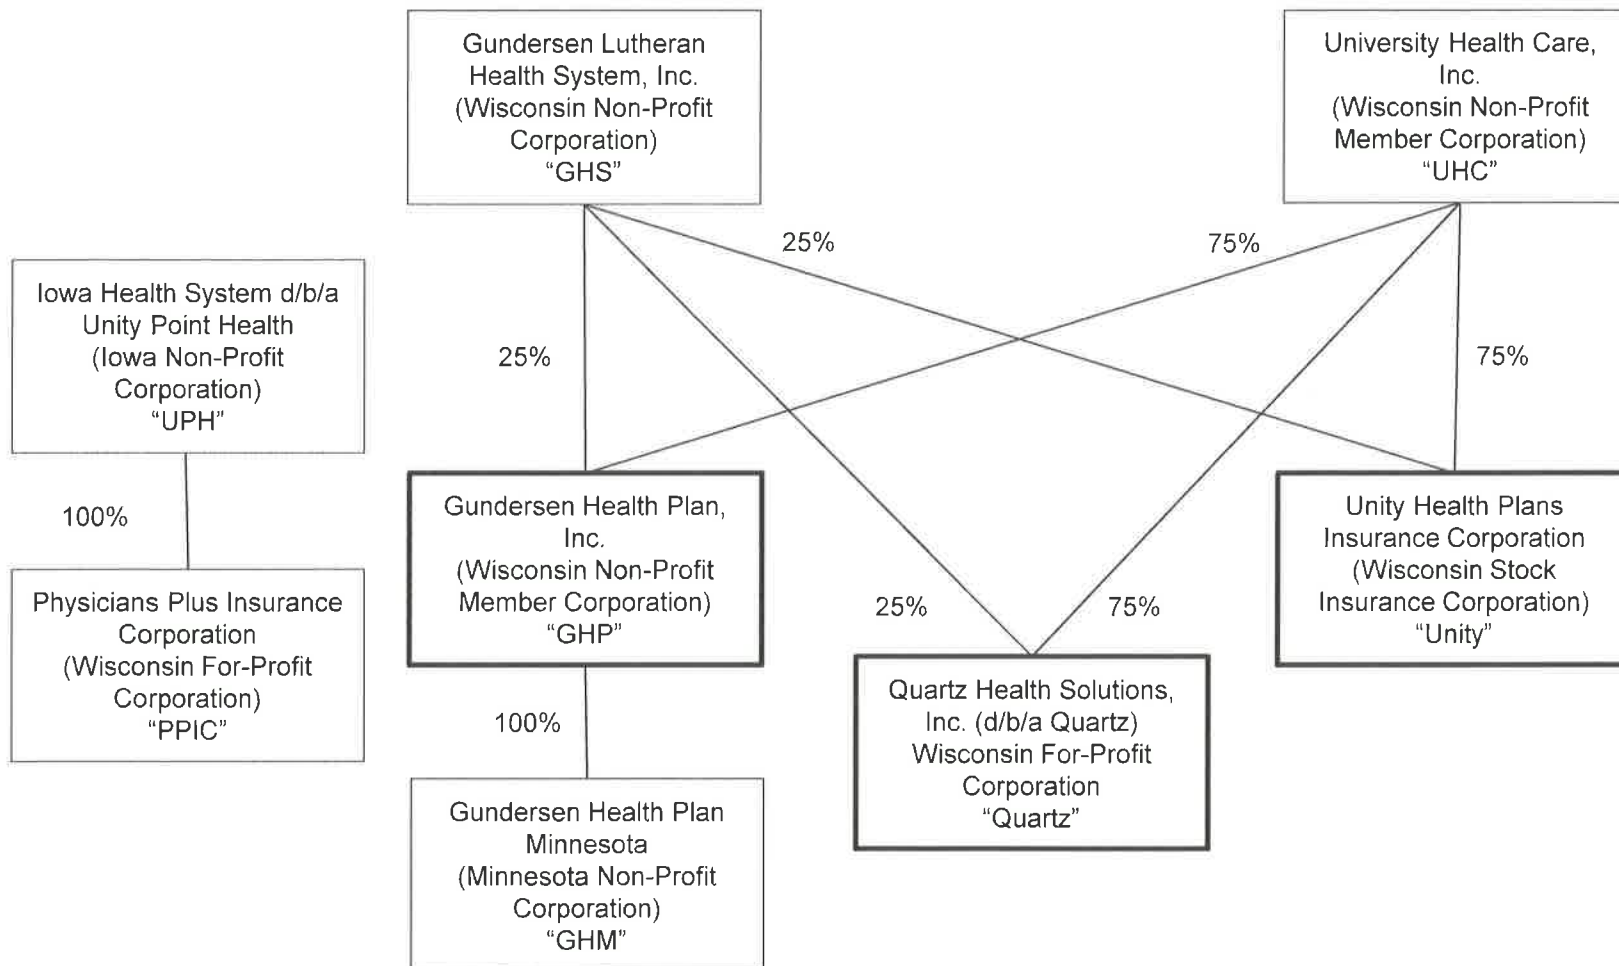 Gundersen Lutheran
Health System, Inc.
(Wisconsin Non-Profit
Corporation)
“GHS”
University Health Care,
Inc.
(Wisconsin Non-Profit
Member Corporation)
“UHC”
25%
75%
Iowa Health System d/b/a
Unity Point Health
(Iowa Non-Profit
Corporation)
“UPH”
25%
75%
100%
Gundersen Health Plan,
Inc.
(Wisconsin Non-Profit
Member Corporation)
“GHP”
Unity Health Plans
Insurance Corporation
(Wisconsin Stock
Insurance Corporation)
“Unity”
Physicians Plus Insurance
Corporation
(Wisconsin For-Profit
Corporation)
“PPIC”
25%
75%
100%
Quartz Health Solutions,
Inc. (d/b/a Quartz)
Wisconsin For-Profit
Corporation
“Quartz”
Gundersen Health Plan
Minnesota
(Minnesota Non-Profit
Corporation)
“GHM”